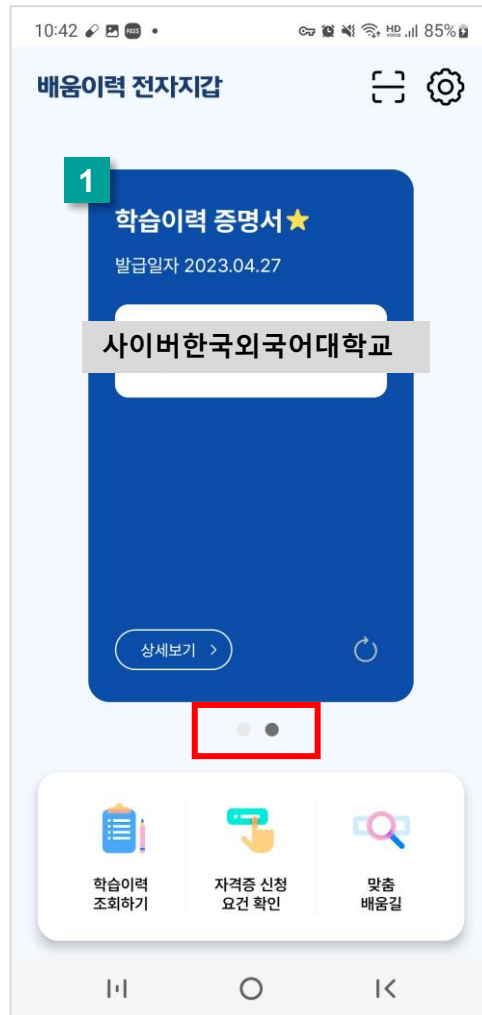 10:42
PASS
85%
배움이력 전자지갑
1
학습이력 증명서
발급일자 2023.04.27
사이버한국외국어대학교
상세보기 >
학습이력
조회하기
자격증 신청
요건 확인
맞춤
배움길